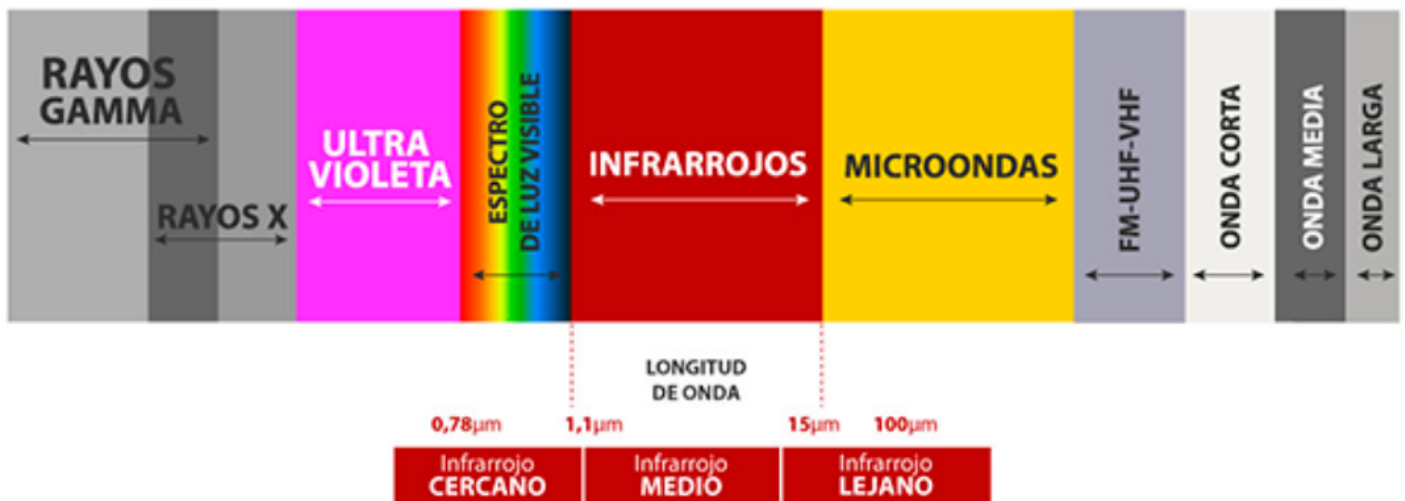 RAYOS
GAMMA
RAYOS X
ULTRA
VIOLETA
ESPECTRO
DE LUZ VISIBLE
INFRARROJOS
MICROONDAS
FM-UHF-VHF
ONDA CORTA
ONDA MEDIA
ONDA LARGA
LONGITUD
DE ONDA
0,78µm 1,1µm 15µm 100µm
Infrarrojo
CERCANO
Infrarrojo
MEDIO
Infrarrojo
LEJANO